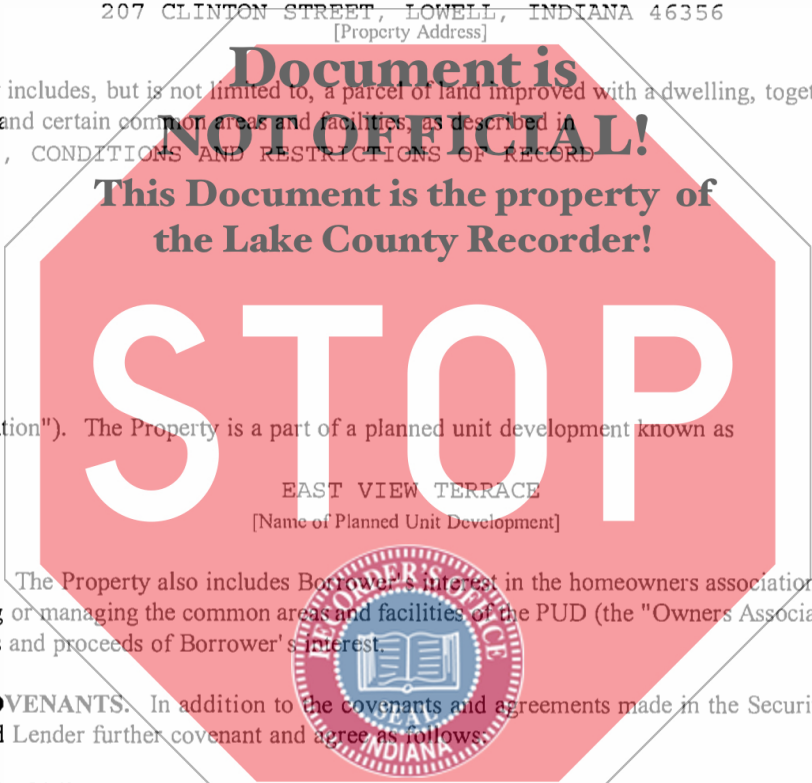 207 CLINTON STREET, LOWELL, INDIANA 46356
[Property Address]
Document is
includes, but is not limited to, a parcel of land improved with a dwelling, toget
and certain common areas and facilities, as described in
NOT OFFICIAL!
, CONDITIONS AND RESTRICTIONS OF RECORD
This Document is the property of
the Lake County Recorder!
STOP
tion"). The Property is a part of a planned unit development known as
EAST VIEW TERRACE
[Name of Planned Unit Development]
The Property also includes Borrower's interest in the homeowners association
g or managing the common areas and facilities of the PUD (the "Owners Associa
s and proceeds of Borrower's interest.
RECORDER'S OFFICE
SEAL
INDIANA
OVENANTS. In addition to the covenants and agreements made in the Securi
d Lender further covenant and agree as follows: